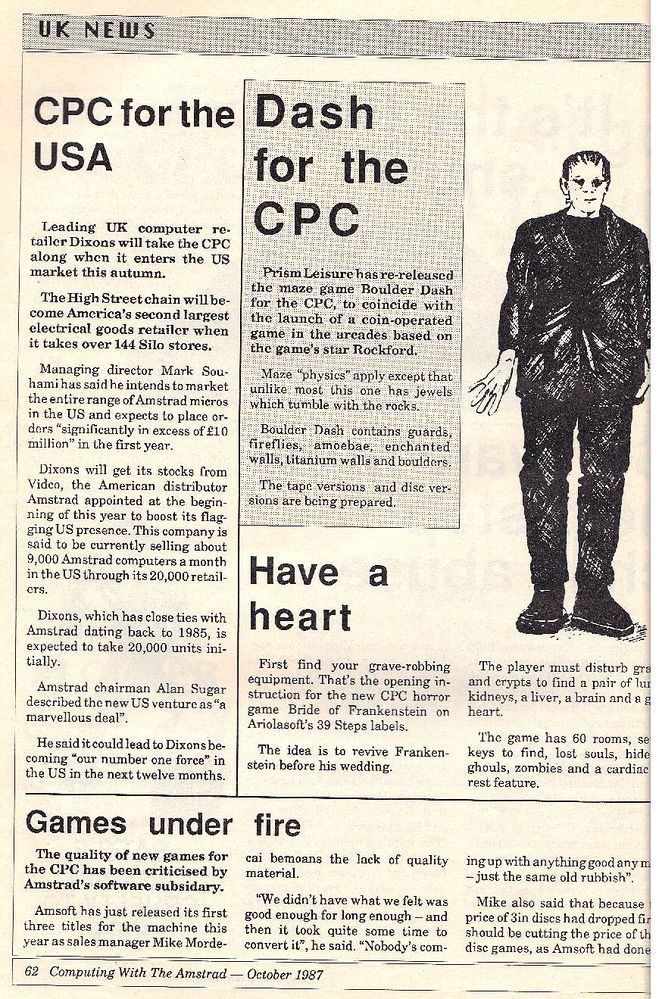 UK NEWS
CPC for the
USA
Leading UK computer re-
tailer Dixons will take the CPC
along when it enters the US
market this autumn.
The High Street chain will be-
come America's second largest
electrical goods retailer when
it takes over 144 Silo stores.
Managing director Mark Sou-
hami has said he intends to market
the entire range of Amstrad micros
in the US and expects to place or-
ders "significantly in excess of £10
million" in the first year.
Dixons will get its stocks from
Video, the American distributor
Amstrad appointed at the begin-
ning of this year to boost its flag-
ging US presence. This company is
said to be currently selling about
9,000 Amstrad computers a month
in the US through its 20,000 retail-
ers.
Dixons, which has close ties with
Amstrad dating back to 1985, is
expected to take 20,000 units ini-
tially.
Amstrad chairman Alan Sugar
described the new US venture as "a
marvellous deal".
He said it could lead to Dixons be-
coming "our number one force" in
the US in the next twelve months.
Dash
for the
CPC
Prism Leisure has re-released
the maze game Boulder Dash
for the CPC, to coincide with
the launch of a coin-operated
game in the arcades based on
the game's star Rockford.
Maze "physics" apply except that
unlike most this one has jewels
which tumble with the rocks.
Boulder Dash contains guards,
fireflies, amoebae, enchanted
walls, titanium walls and boulders.
The tape versions and disc ver-
sions are being prepared.
Have a
heart
First find your grave-robbing
equipment. That's the opening in-
struction for the new CPC horror
game Bride of Frankenstein on
Ariolasoft's 39 Steps labels.
The idea is to revive Franken-
stein before his wedding.
The player must disturb gra
and crypts to find a pair of lun
kidneys, a liver, a brain and a g
heart.
The game has 60 rooms, se
keys to find, lost souls, hide
ghouls, zombies and a cardiac
rest feature.
Games under fire
The quality of new games for
the CPC has been criticised by
Amstrad's software subsidary.
Amsoft has just released its first
three titles for the machine this
year as sales manager Mike Morde-
cai bemoans the lack of quality
material.
"We didn't have what we felt was
good enough for long enough – and
then it took quite some time to
convert it", he said. "Nobody's com-
ing up with anything good any m
– just the same old rubbish".
Mike also said that because
price of 3in discs had dropped fir
should be cutting the price of th
disc games, as Amsoft had done
62 Computing With The Amstrad — October 1987